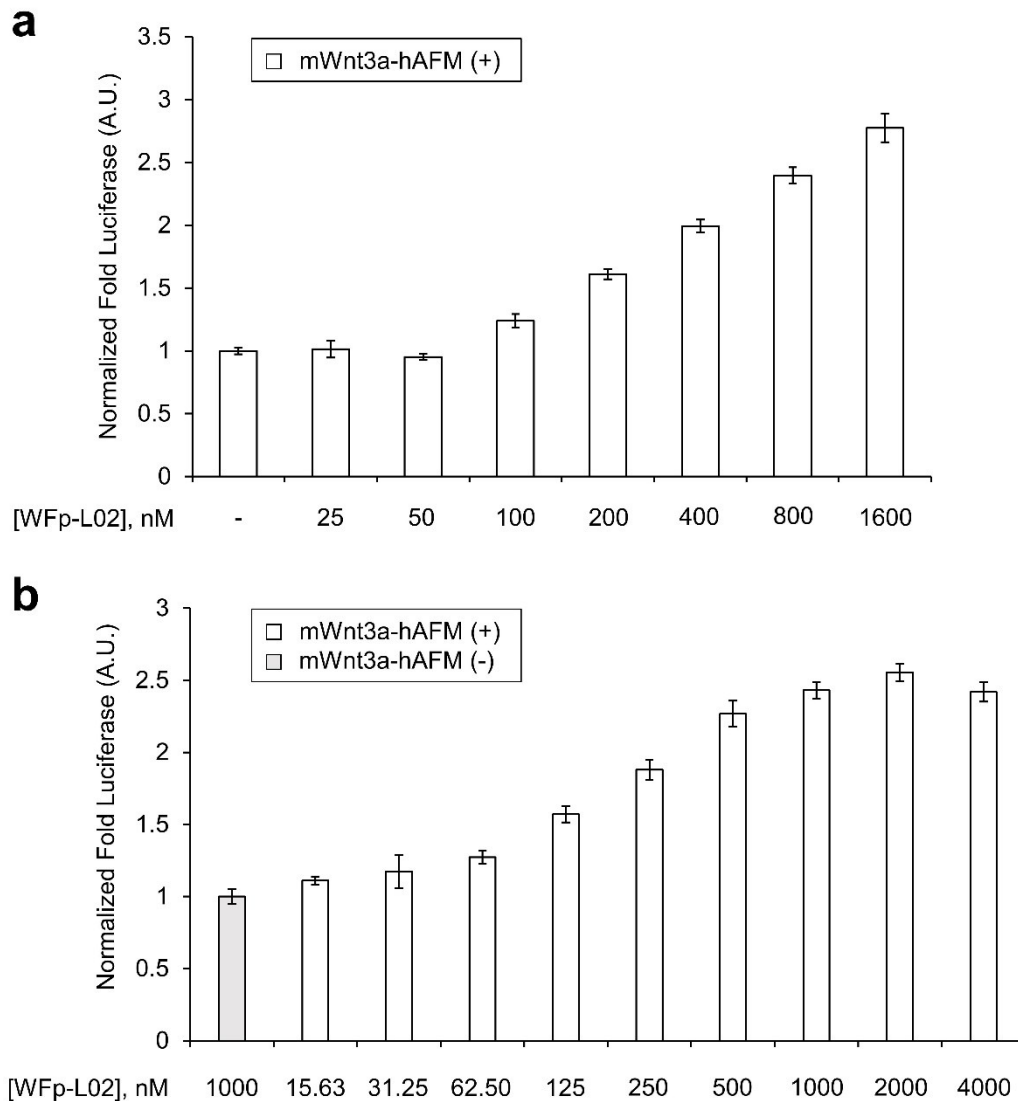 a
Normalized Fold Luciferase (A.U.)
3.5
3
2.5
2
1.5
1
0.5
0
mWnt3a-hAFM (+)
[WFp-L02], nM - 25 50 100 200 400 800 1600
b
Normalized Fold Luciferase (A.U.)
3
2.5
2
1.5
1
0.5
0
mWnt3a-hAFM (+)
mWnt3a-hAFM (-)
[WFp-L02], nM 1000 15.63 31.25 62.50 125 250 500 1000 2000 4000